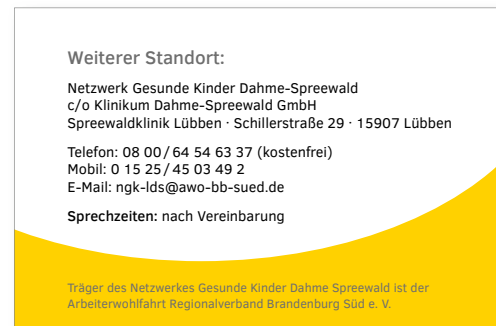 Weiterer Standort:
Netzwerk Gesunde Kinder Dahme-Spreewald
c/o Klinikum Dahme-Spreewald GmbH
Spreewaldklinik Lübben · Schillerstraße 29 · 15907 Lübben
Telefon: 08 00/ 64 54 63 37 (kostenfrei)
Mobil: 0 15 25/ 45 03 49 2
E-Mail: ngk-lds@awo-bb-sued.de
Sprechzeiten: nach Vereinbarung
Träger des Netzwerkes Gesunde Kinder Dahme Spreewald ist der
Arbeiterwohlfahrt Regionalverband Brandenburg Süd e. V.